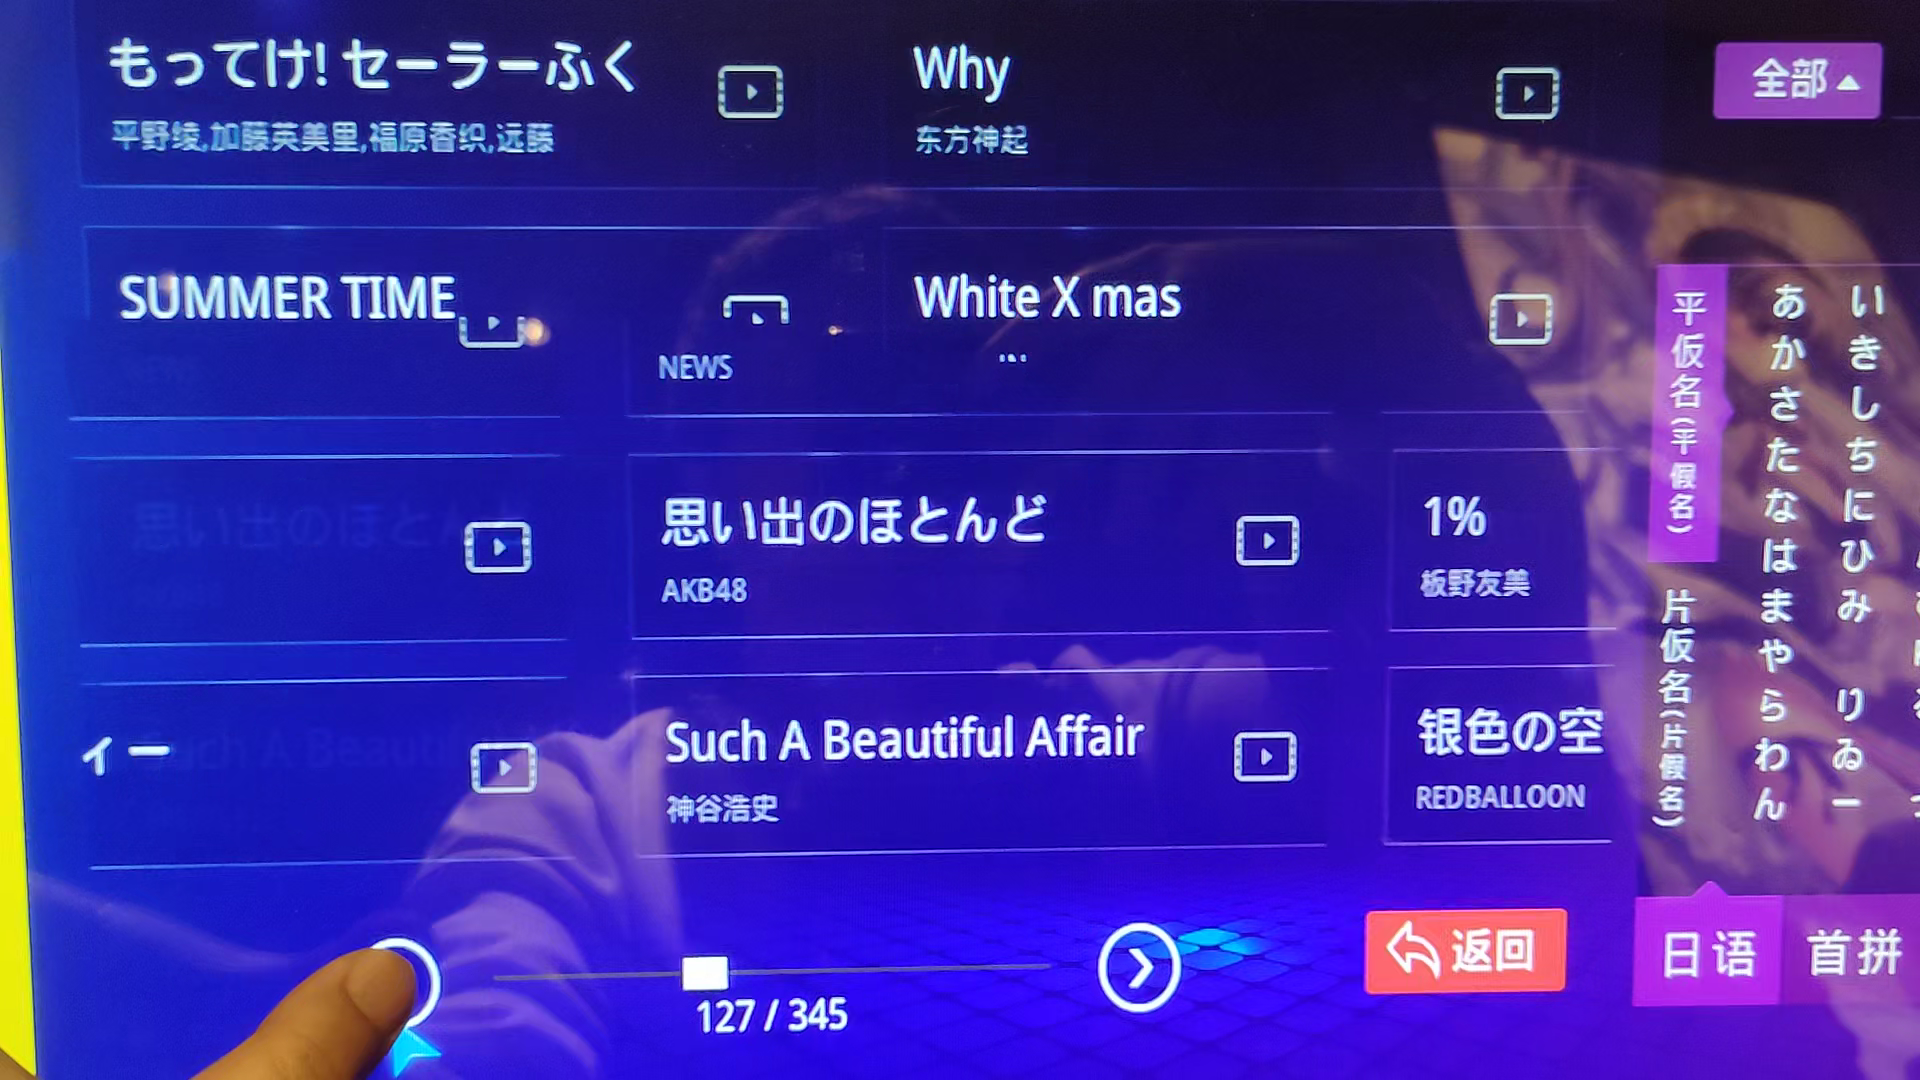 もってけ! セーラーふく
平野绫,加藤英美里,福原香织,远藤
Why
东方神起
全部
SUMMER TIME
NEWS
White X mas
思い出のほとんど
思い出のほとんど
AKB48
1%
板野友美
ィー
Such A Beautiful Affair
神谷浩史
银色の空
REDBALLOON
平仮名(平假名)
片仮名(片假名)
あかさたなはまやらわん
いきしちにひみ りゐー
127 / 345
返回
日语
首拼